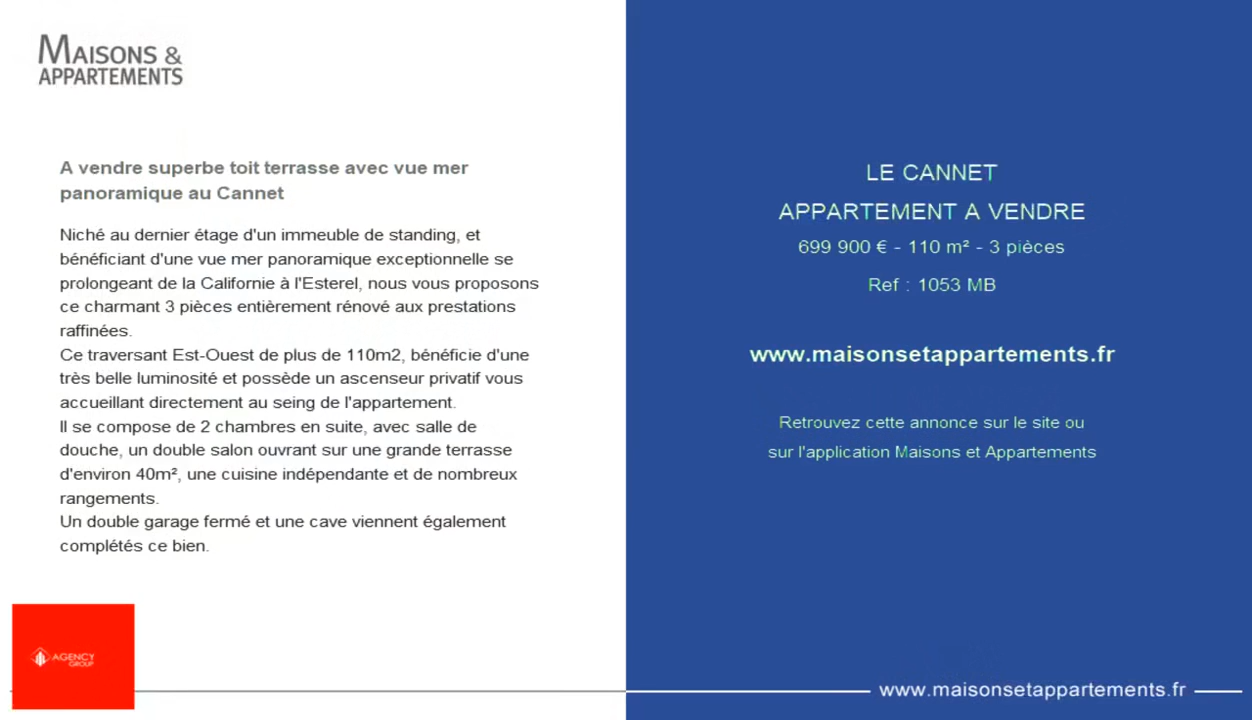 MAISONS &
APPARTEMENTS
A vendre superbe toit terrasse avec vue mer
panoramique au Cannet
Niché au dernier étage d'un immeuble de standing, et
bénéficiant d'une vue mer panoramique exceptionnelle se
prolongeant de la Californie à l'Esterel, nous vous proposons
ce charmant 3 pièces entièrement rénové aux prestations
raffinées.
Ce traversant Est-Ouest de plus de 110m2, bénéficie d'une
très belle luminosité et possède un ascenseur privatif vous
accueillant directement au seing de l'appartement.
Il se compose de 2 chambres en suite, avec salle de
douche, un double salon ouvrant sur une grande terrasse
d'environ 40m², une cuisine indépendante et de nombreux
rangements.
Un double garage fermé et une cave viennent également
complétés ce bien.
AGENCY
GROUP
LE CANNET
APPARTEMENT A VENDRE
699 900 € - 110 m² - 3 pièces
Ref : 1053 MB
www.maisonsetappartements.fr
Retrouvez cette annonce sur le site ou
sur l'application Maisons et Appartements
www.maisonsetappartements.fr